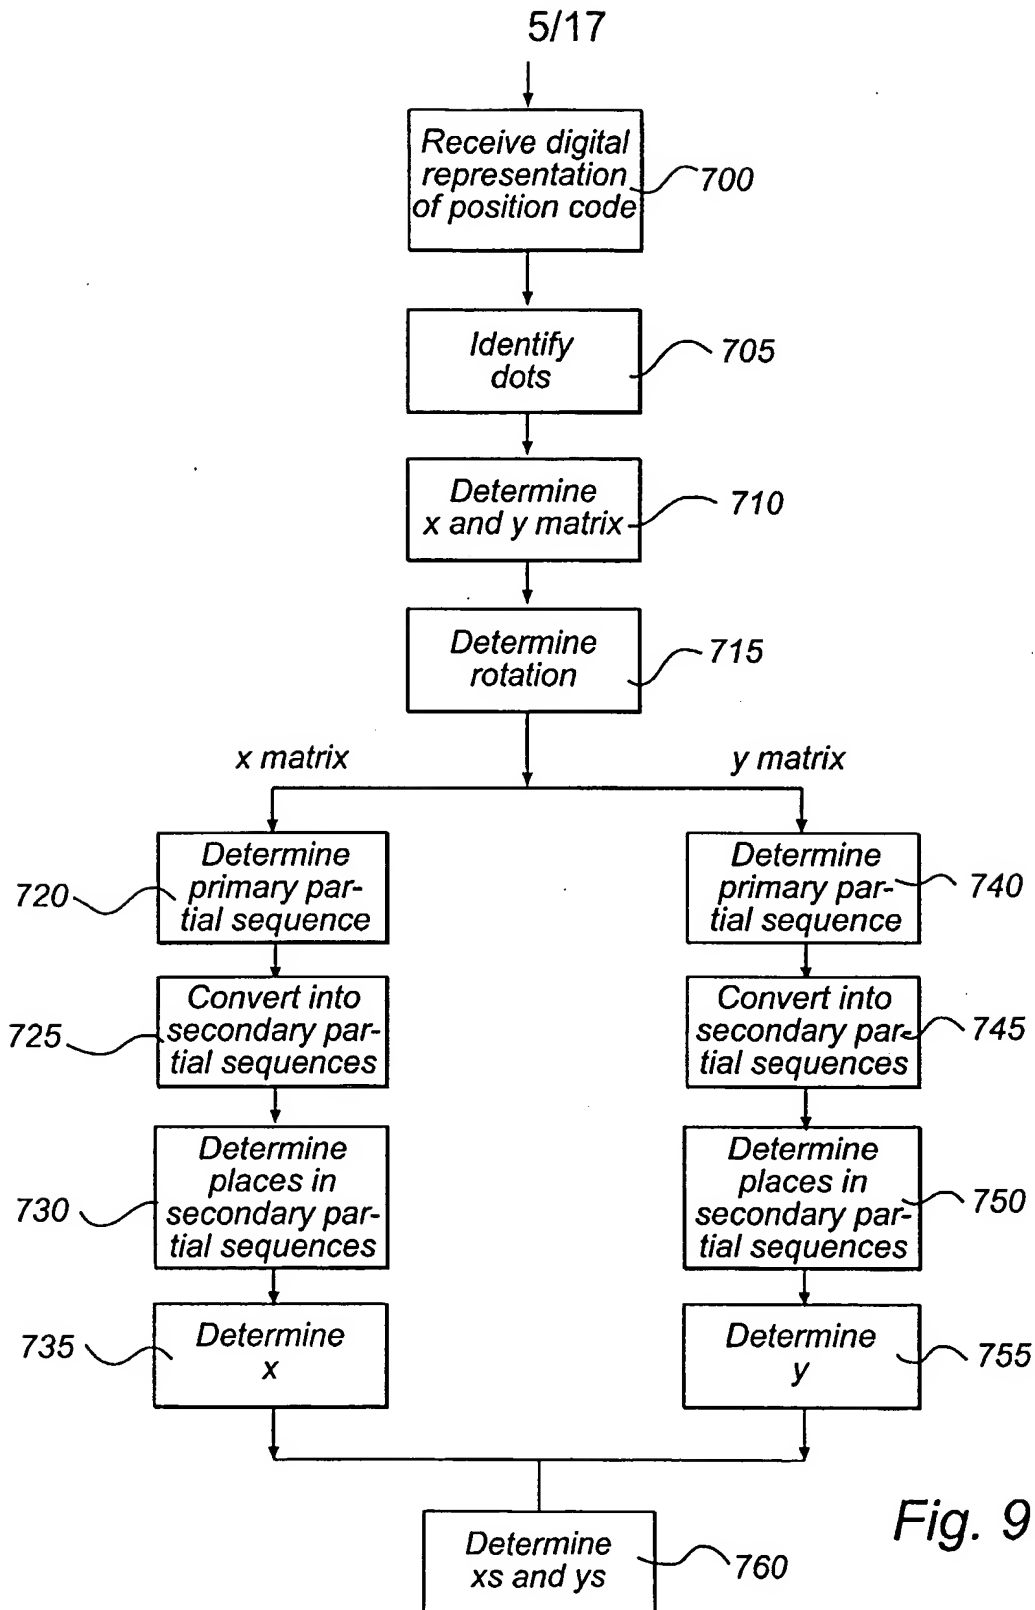 5/17
Receive digital
representation
of position code
700
Identify
dots
705
Determine
x and y matrix
710
Determine
rotation
715
x matrix
y matrix
Determine
primary par-
tial sequence
720
Determine
primary par-
tial sequence
740
Convert into
secondary par-
tial sequences
725
Convert into
secondary par-
tial sequences
745
Determine
places in
secondary par-
tial sequences
730
Determine
places in
secondary par-
tial sequences
750
Determine
x
735
Determine
y
755
Determine
xs and ys
760
Fig. 9